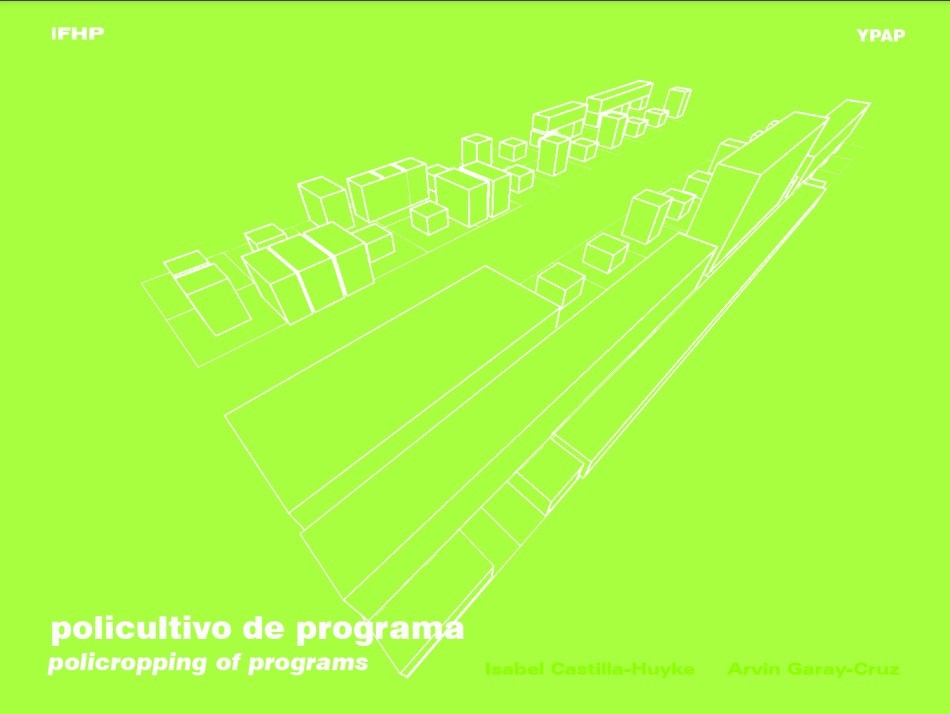 IFHP
YPAP
policultivo de programa
policropping of programs
Isabel Castilla-Huyke Arvin Garay-Cruz